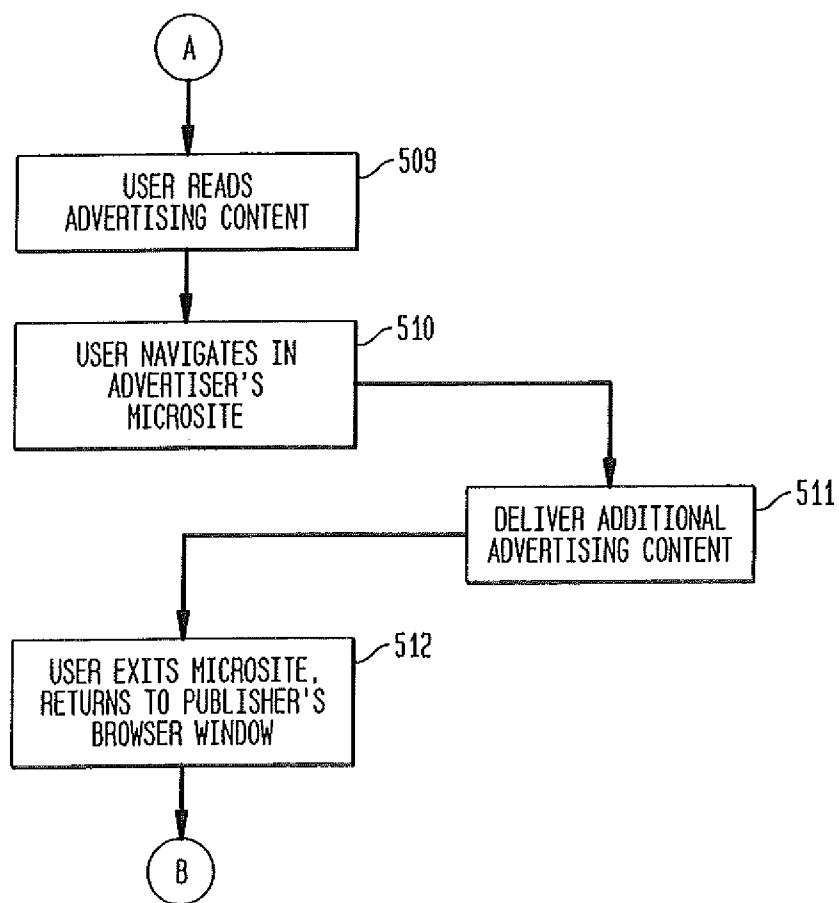 A
509
USER READS
ADVERTISING CONTENT
510
USER NAVIGATES IN
ADVERTISER'S
MICROSITE
511
DELIVER ADDITIONAL
ADVERTISING CONTENT
512
USER EXITS MICROSITE,
RETURNS TO PUBLISHER'S
BROWSER WINDOW
B